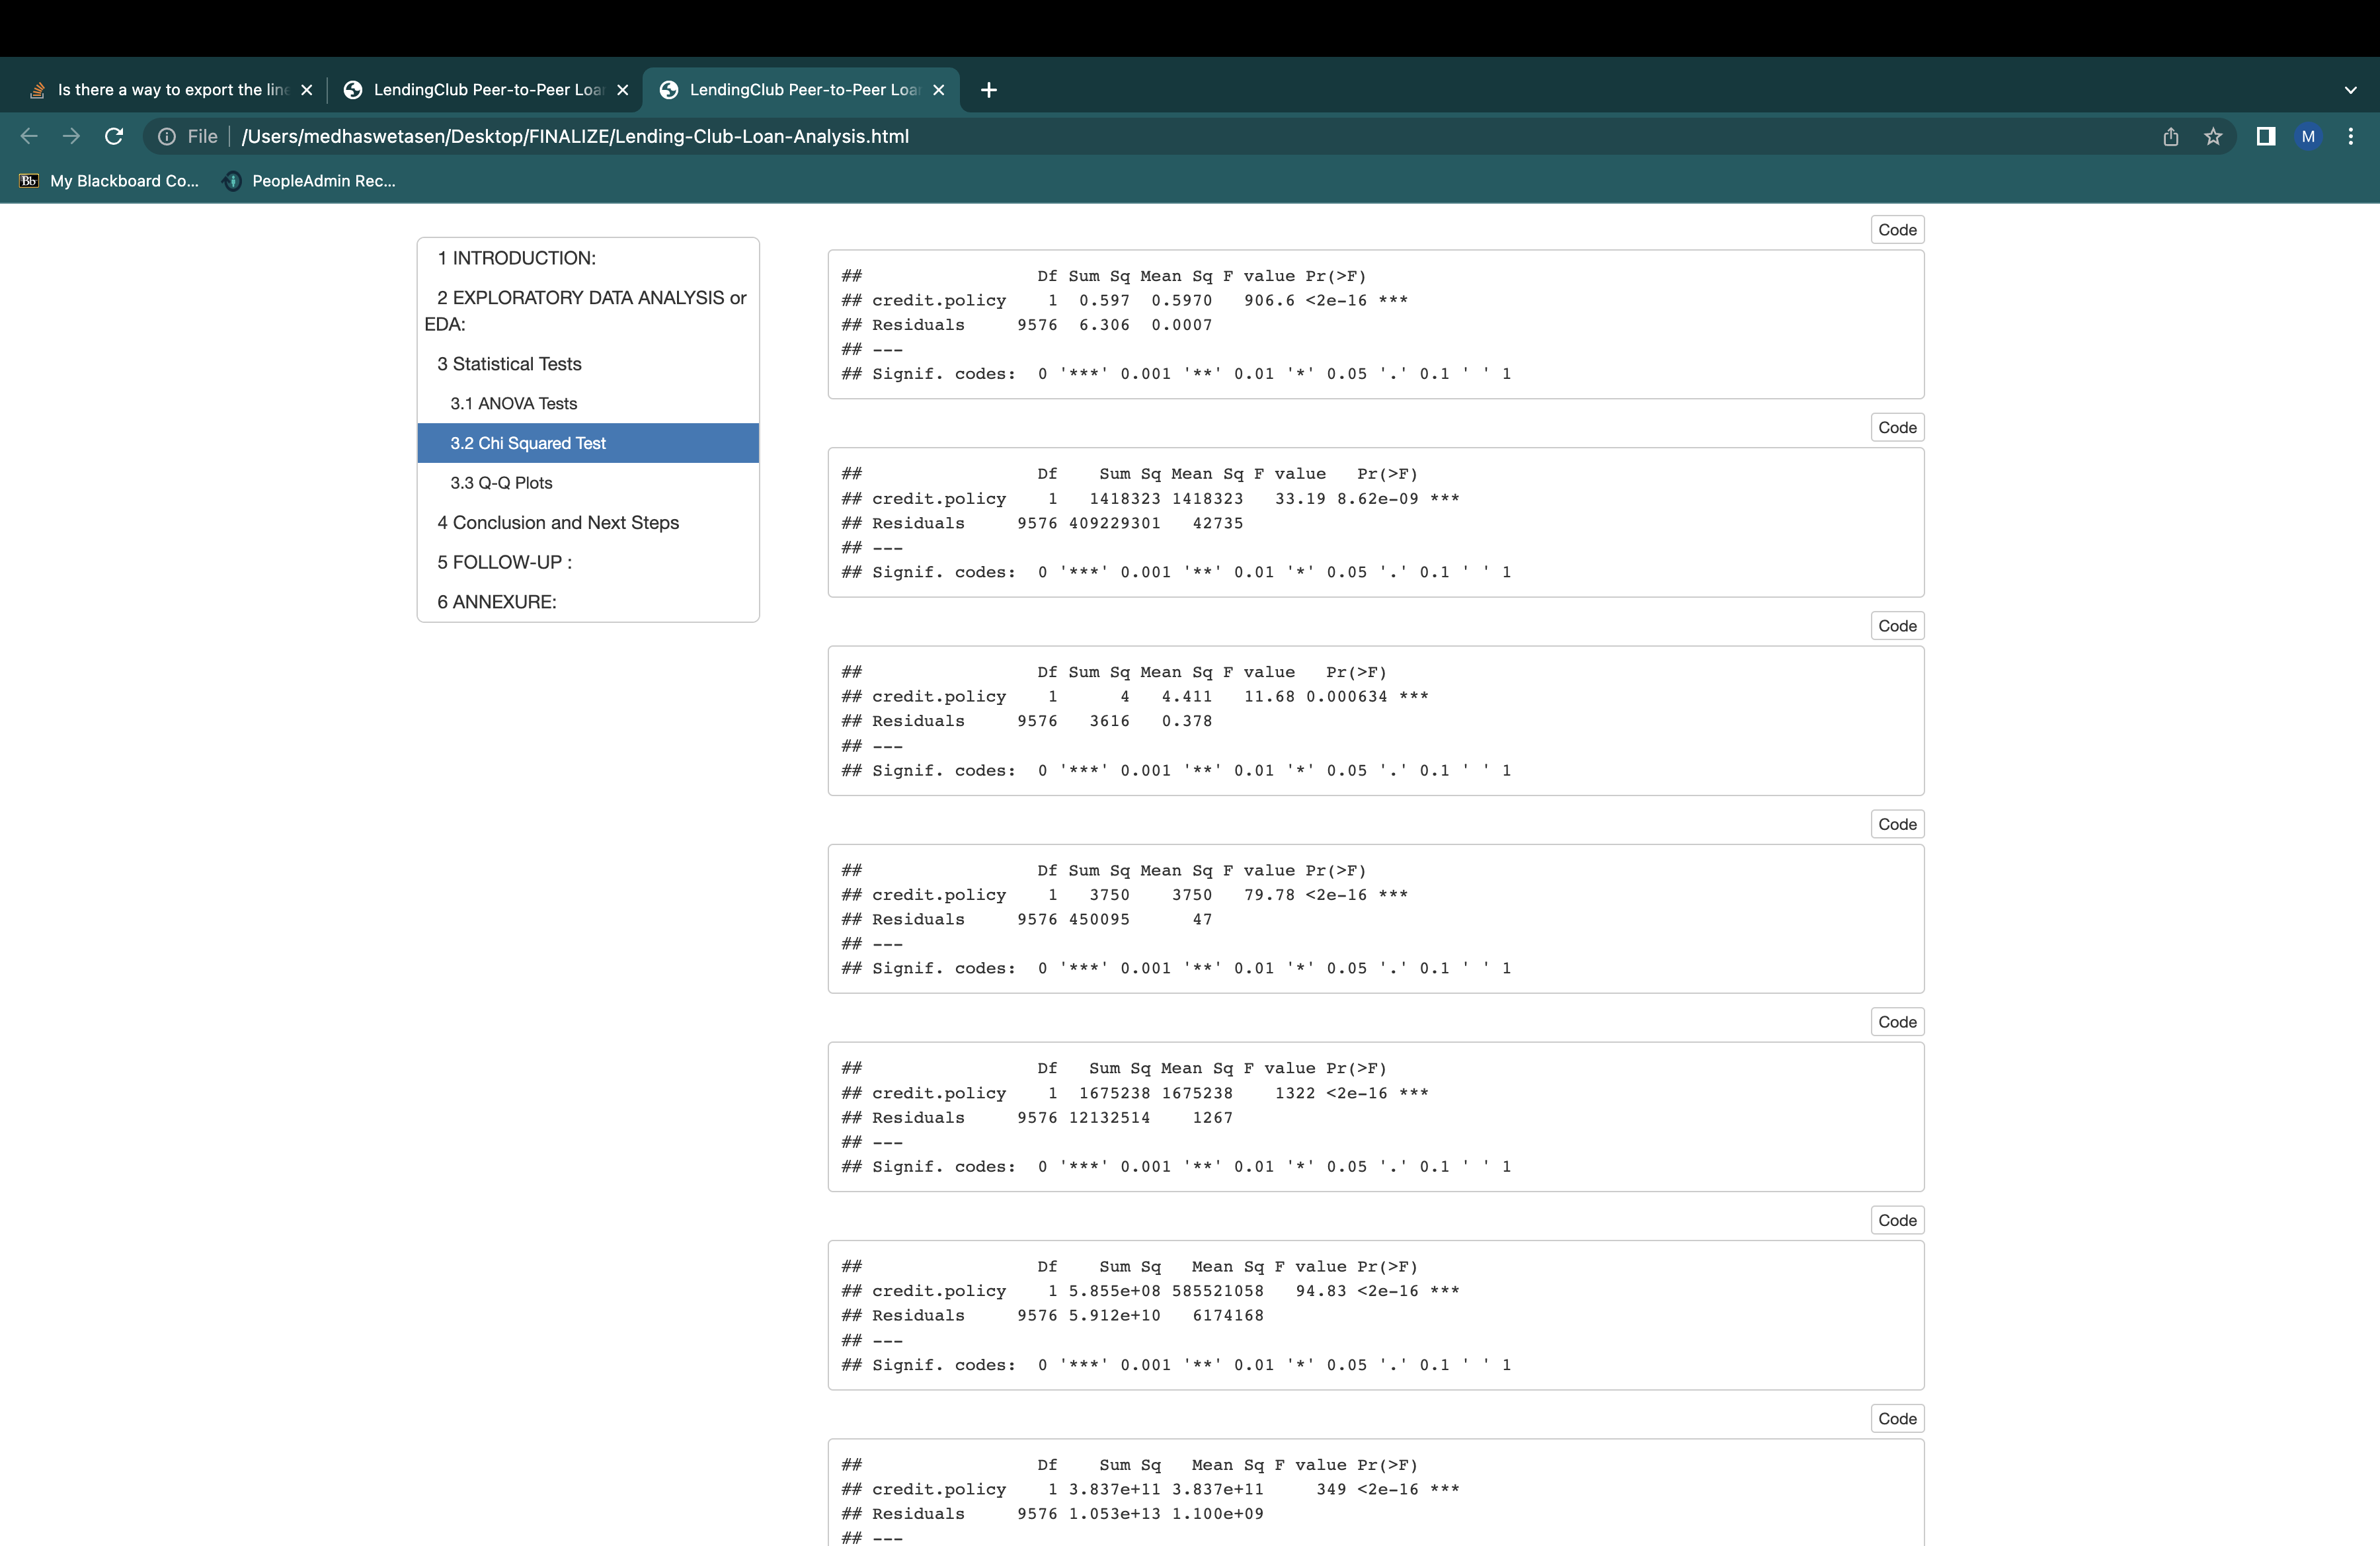 Is there a way to export the line
LendingClub Peer-to-Peer Loan
LendingClub Peer-to-Peer Loan
File
/Users/medhaswetasen/Desktop/FINALIZE/Lending-Club-Loan-Analysis.html
M
Bb My Blackboard Co...
PeopleAdmin Rec...
1 INTRODUCTION:
2 EXPLORATORY DATA ANALYSIS or
EDA:
3 Statistical Tests
3.1 ANOVA Tests
3.2 Chi Squared Test
3.3 Q-Q Plots
4 Conclusion and Next Steps
5 FOLLOW-UP :
6 ANNEXURE:
Code
##                 Df Sum Sq Mean Sq F value Pr(>F)
## credit.policy    1  0.597  0.5970   906.6 <2e-16 ***
## Residuals     9576  6.306  0.0007
## ---
## Signif. codes:  0 '***' 0.001 '**' 0.01 '*' 0.05 '.' 0.1 ' ' 1
Code
##                 Df    Sum Sq Mean Sq F value   Pr(>F)
## credit.policy    1   1418323 1418323   33.19 8.62e-09 ***
## Residuals     9576 409229301   42735
## ---
## Signif. codes:  0 '***' 0.001 '**' 0.01 '*' 0.05 '.' 0.1 ' ' 1
Code
##                 Df Sum Sq Mean Sq F value   Pr(>F)
## credit.policy    1      4   4.411   11.68 0.000634 ***
## Residuals     9576   3616   0.378
## ---
## Signif. codes:  0 '***' 0.001 '**' 0.01 '*' 0.05 '.' 0.1 ' ' 1
Code
##                 Df Sum Sq Mean Sq F value Pr(>F)
## credit.policy    1   3750    3750   79.78 <2e-16 ***
## Residuals     9576 450095      47
## ---
## Signif. codes:  0 '***' 0.001 '**' 0.01 '*' 0.05 '.' 0.1 ' ' 1
Code
##                 Df   Sum Sq Mean Sq F value Pr(>F)
## credit.policy    1  1675238 1675238    1322 <2e-16 ***
## Residuals     9576 12132514    1267
## ---
## Signif. codes:  0 '***' 0.001 '**' 0.01 '*' 0.05 '.' 0.1 ' ' 1
Code
##                 Df    Sum Sq   Mean Sq F value Pr(>F)
## credit.policy    1 5.855e+08 585521058   94.83 <2e-16 ***
## Residuals     9576 5.912e+10   6174168
## ---
## Signif. codes:  0 '***' 0.001 '**' 0.01 '*' 0.05 '.' 0.1 ' ' 1
Code
##                 Df    Sum Sq   Mean Sq F value Pr(>F)
## credit.policy    1 3.837e+11 3.837e+11     349 <2e-16 ***
## Residuals     9576 1.053e+13 1.100e+09
## ---